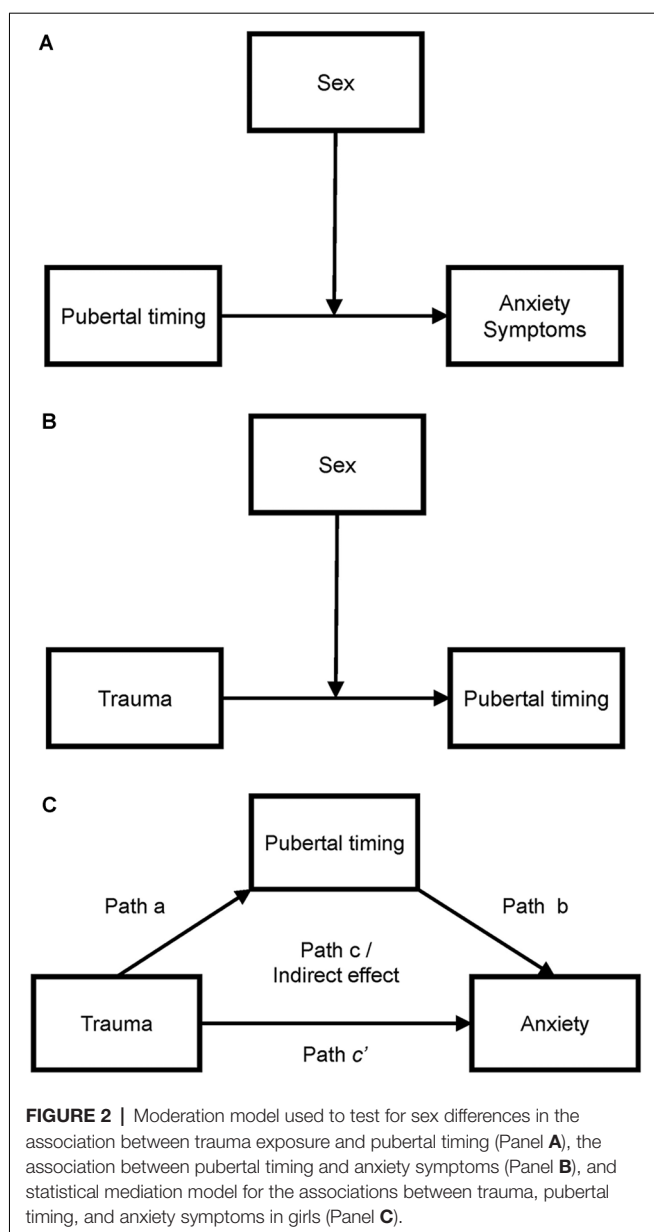 A
Sex
Pubertal timing
Anxiety
Symptoms
B
Sex
Trauma
Pubertal timing
C
Pubertal timing
Path a
Path b
Path c /
Indirect effect
Trauma
Anxiety
Path c’
FIGURE 2 | Moderation model used to test for sex differences in the
association between trauma exposure and pubertal timing (Panel A), the
association between pubertal timing and anxiety symptoms (Panel B), and
statistical mediation model for the associations between trauma, pubertal
timing, and anxiety symptoms in girls (Panel C).